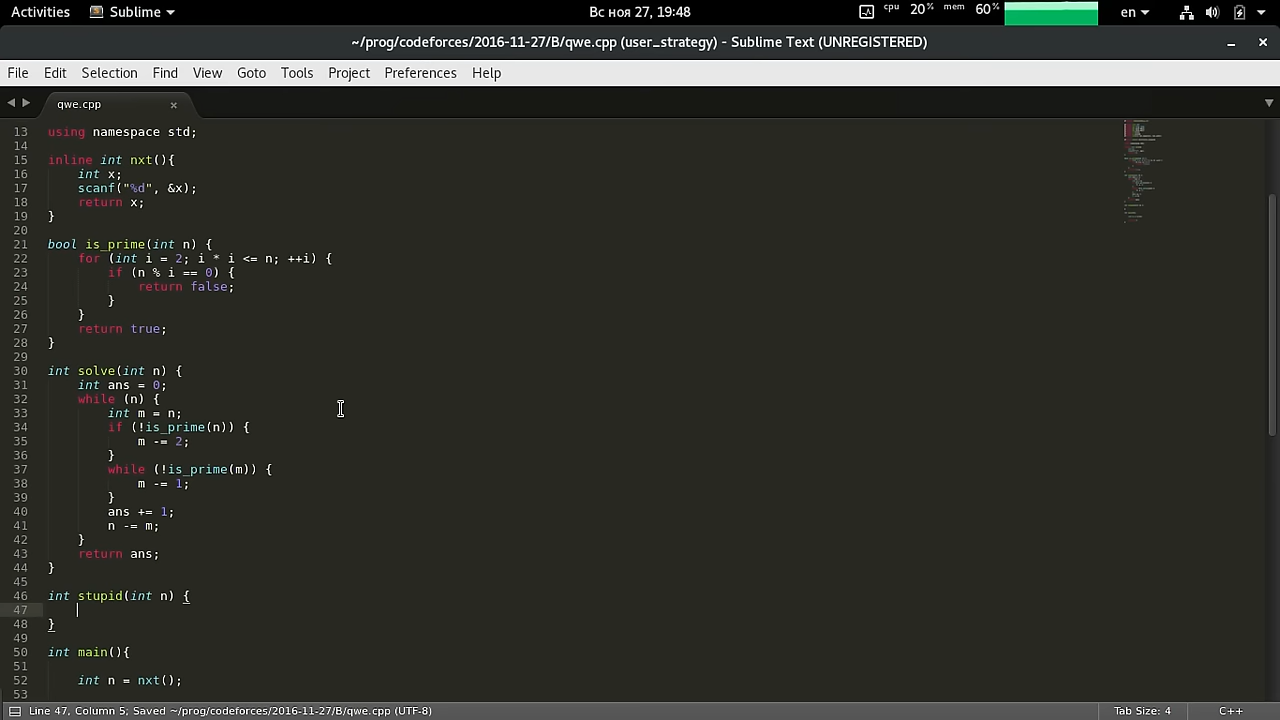 Activities Sublime Вс ноя 27, 19:48 cpu 20% mem 60% en
~/prog/codeforces/2016-11-27/B/qwe.cpp (user_strategy) - Sublime Text (UNREGISTERED)
File Edit Selection Find View Goto Tools Project Preferences Help
qwe.cpp
13 using namespace std;
14
15 inline int nxt(){
16     int x;
17     scanf("%d", &x);
18     return x;
19 }
20
21 bool is_prime(int n) {
22     for (int i = 2; i * i <= n; ++i) {
23         if (n % i == 0) {
24             return false;
25         }
26     }
27     return true;
28 }
29
30 int solve(int n) {
31     int ans = 0;
32     while (n) {
33         int m = n;
34         if (!is_prime(n)) {
35             m -= 2;
36         }
37         while (!is_prime(m)) {
38             m -= 1;
39         }
40         ans += 1;
41         n -= m;
42     }
43     return ans;
44 }
45
46 int stupid(int n) {
47
48 }
49
50 int main(){
51
52     int n = nxt();
53
Line 47, Column 5; Saved ~/prog/codeforces/2016-11-27/B/qwe.cpp (UTF-8) Tab Size: 4 C++